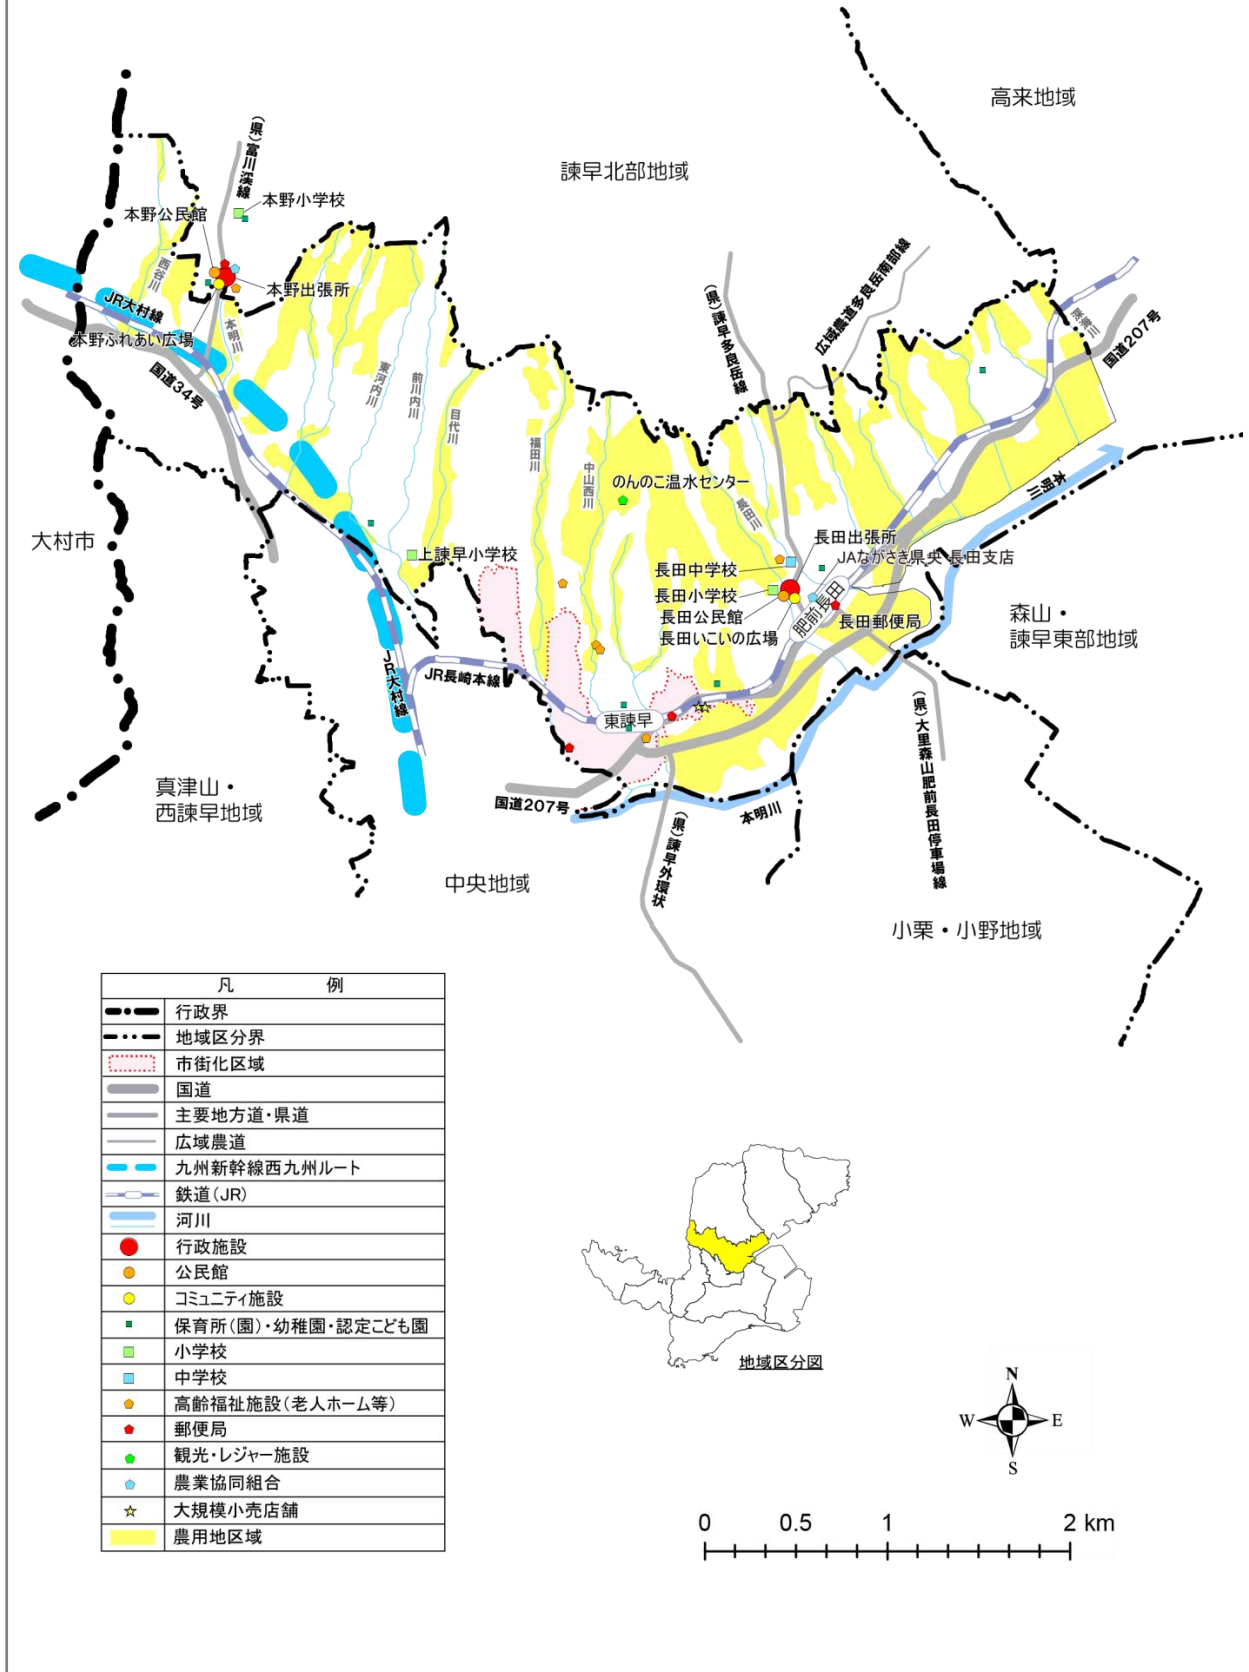 高来地域
諫早北部地域
(県)富川渓線
本野小学校
本野公民館
本野出張所
西谷川
JR大村線
本野ふれあい広場
本明川
国道34号
東河内川
前川内川
目代川
福田川
中山西川
のんのこ温水センター
(県)諫早多良岳線
広域農道多良岳南部線
深海川
国道207号
本明川
長田川
長田出張所
JAながさき県央 長田支店
長田中学校
長田小学校
長田公民館
長田いこいの広場
肥前長田
長田郵便局
大村市
上諫早小学校
森山・
諫早東部地域
JR大村線
JR長崎本線
東諫早
(県)大里森山肥前長田停車場線
真津山・
西諫早地域
国道207号
本明川
(県)諫早外環状
中央地域
小栗・小野地域
凡 例
行政界
地域区分界
市街化区域
国道
主要地方道・県道
広域農道
九州新幹線西九州ルート
鉄道(JR)
河川
行政施設
公民館
コミュニティ施設
保育所(園)・幼稚園・認定こども園
小学校
中学校
高齢福祉施設(老人ホーム等)
郵便局
観光・レジャー施設
農業協同組合
大規模小売店舗
農用地区域
地域区分図
N
W E
S
0 0.5 1 2 km